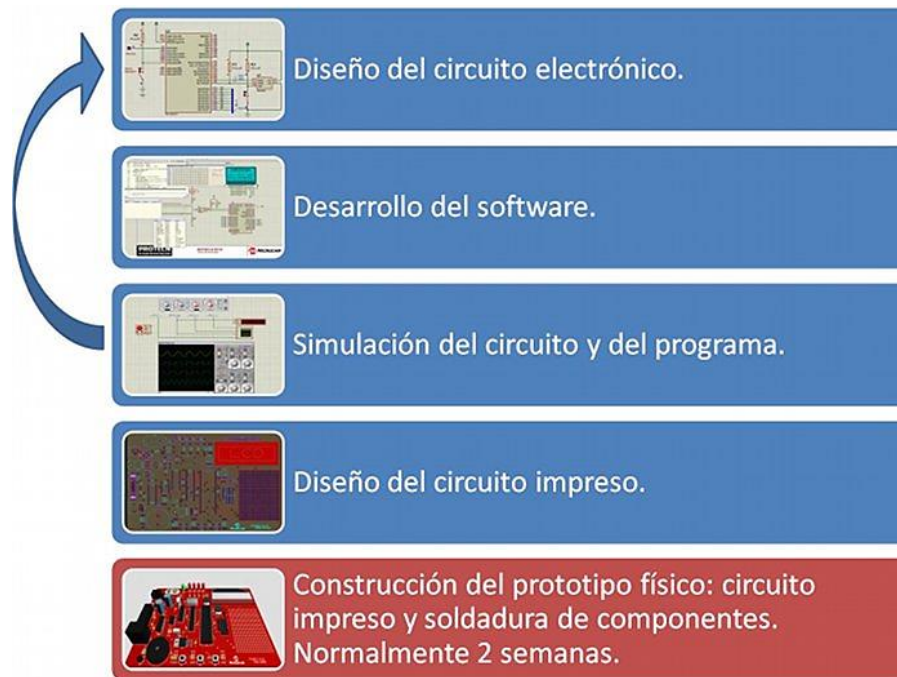 Diseño del circuito electrónico.
Desarrollo del software.
Simulación del circuito y del programa.
Diseño del circuito impreso.
Construcción del prototipo físico: circuito
impreso y soldadura de componentes.
Normalmente 2 semanas.